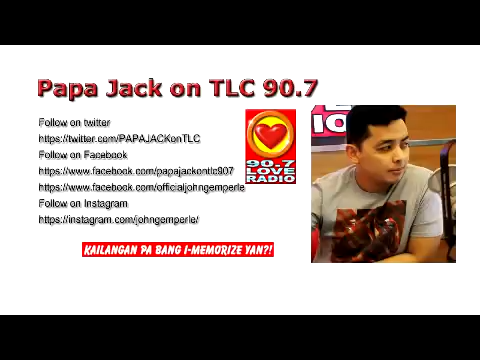 Papa Jack on TLC 90.7
Follow on twitter
https://twitter.com/PAPAJACKonTLC
Follow on Facebook
https://www.facebook.com/papajackontlc907
https://www.facebook.com/officialjohngemperle
Follow on Instagram
https://instagram.com/johngemperle/
90.7
LOVE
RADIO
KAILANGAN PA BANG I-MEMORIZE YAN?!